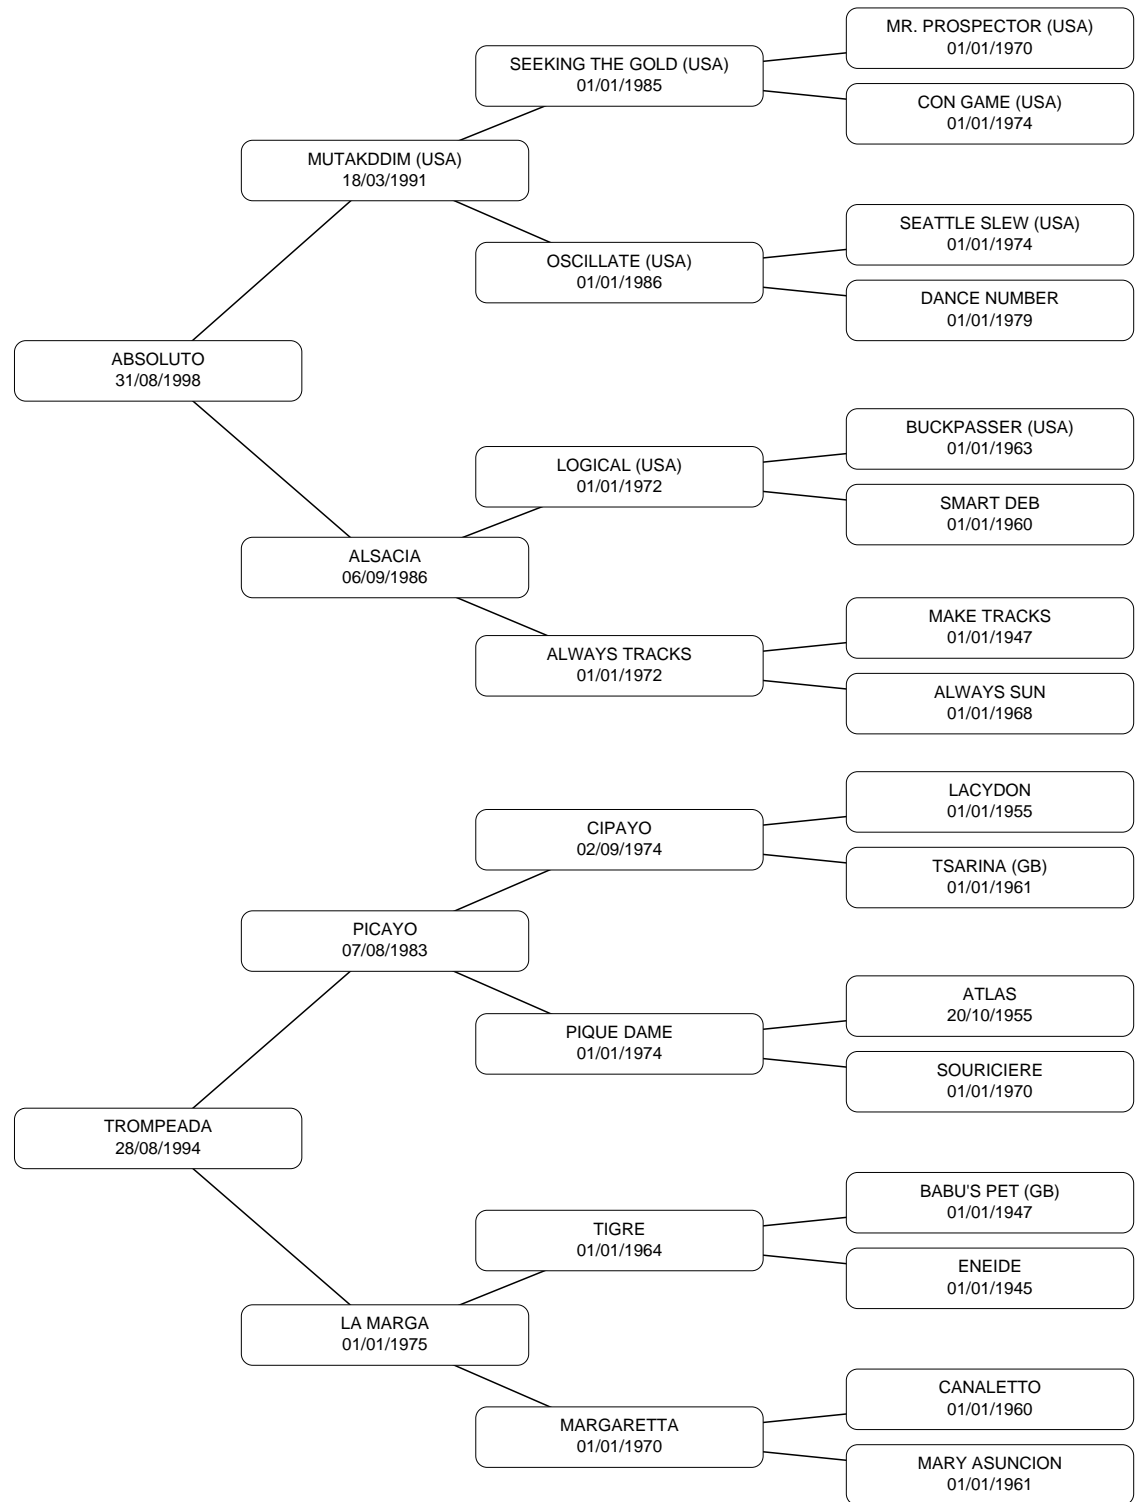 MR. PROSPECTOR (USA)
01/01/1970
SEEKING THE GOLD (USA)
01/01/1985
CON GAME (USA)
01/01/1974
MUTAKDDIM (USA)
18/03/1991
SEATTLE SLEW (USA)
01/01/1974
OSCILLATE (USA)
01/01/1986
DANCE NUMBER
01/01/1979
ABSOLUTO
31/08/1998
BUCKPASSER (USA)
01/01/1963
LOGICAL (USA)
01/01/1972
SMART DEB
01/01/1960
ALSACIA
06/09/1986
MAKE TRACKS
01/01/1947
ALWAYS TRACKS
01/01/1972
ALWAYS SUN
01/01/1968
LACYDON
01/01/1955
CIPAYO
02/09/1974
TSARINA (GB)
01/01/1961
PICAYO
07/08/1983
ATLAS
20/10/1955
PIQUE DAME
01/01/1974
SOURICIERE
01/01/1970
TROMPEADA
28/08/1994
BABU'S PET (GB)
01/01/1947
TIGRE
01/01/1964
ENEIDE
01/01/1945
LA MARGA
01/01/1975
CANALETTO
01/01/1960
MARGARETTA
01/01/1970
MARY ASUNCION
01/01/1961